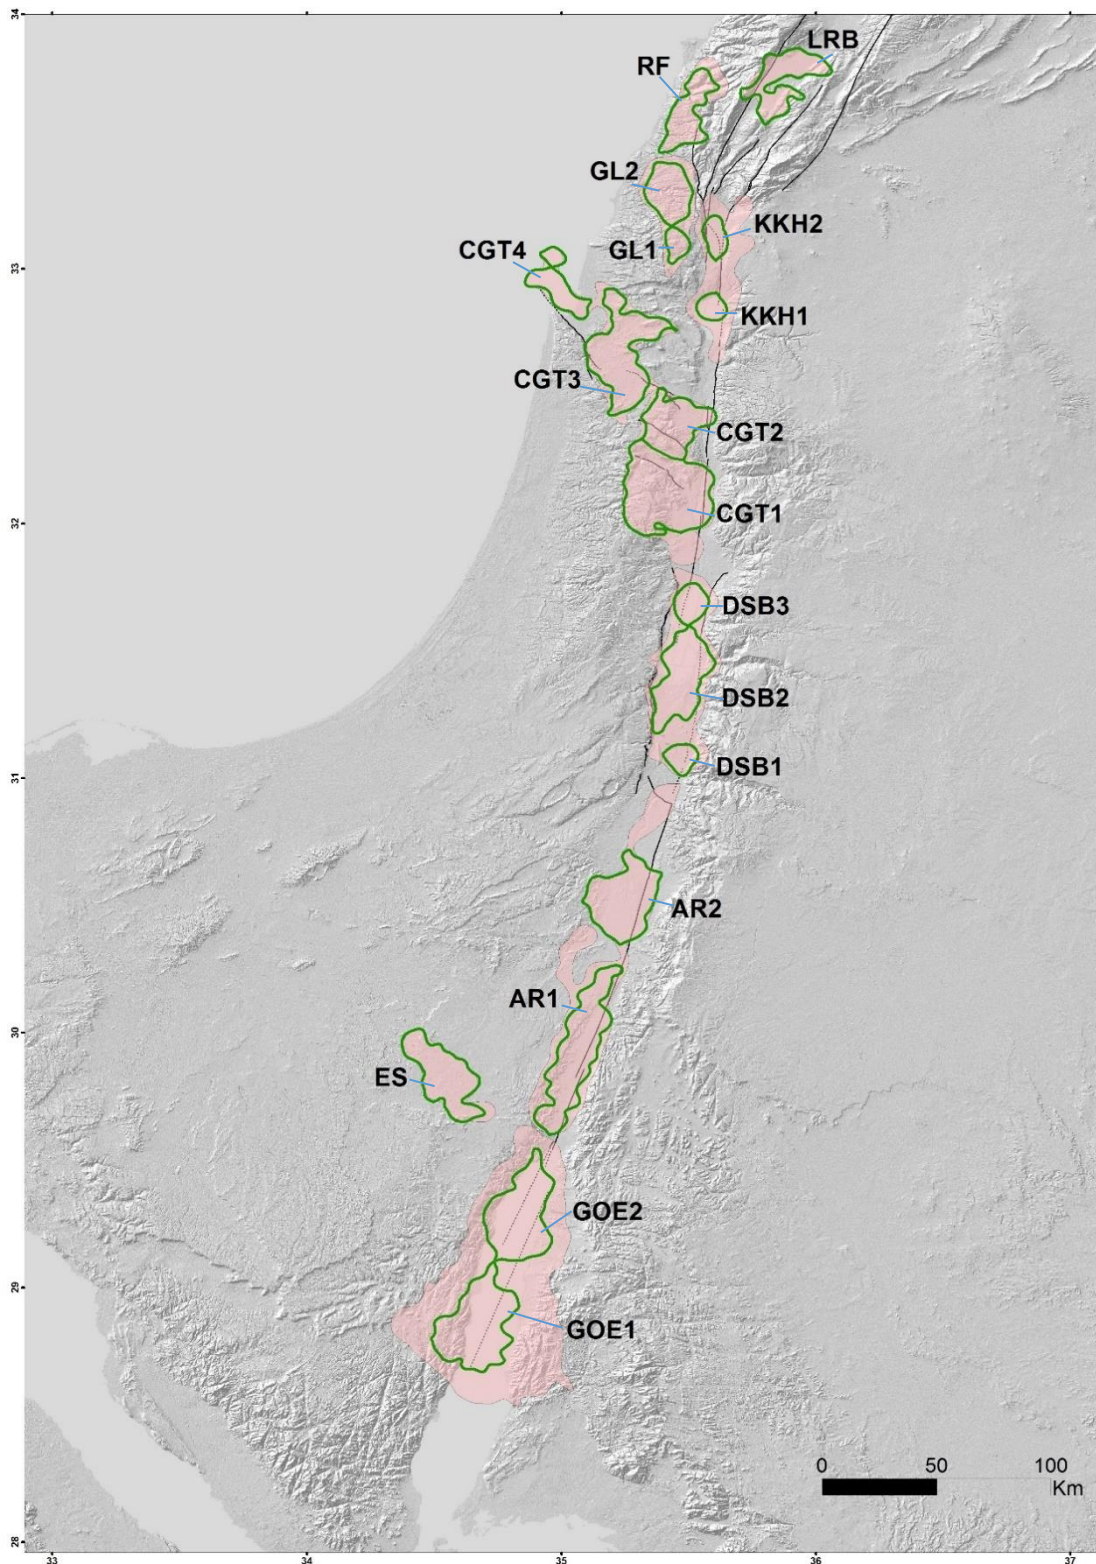 34
LRB
RF
GL2
KKH2
CGT4
GL1
33
KKH1
CGT3
CGT2
CGT1
32
DSB3
DSB2
DSB1
31
AR2
AR1
30
ES
GOE2
29
GOE1
0 50 100
Km
28
33 34 35 36 37